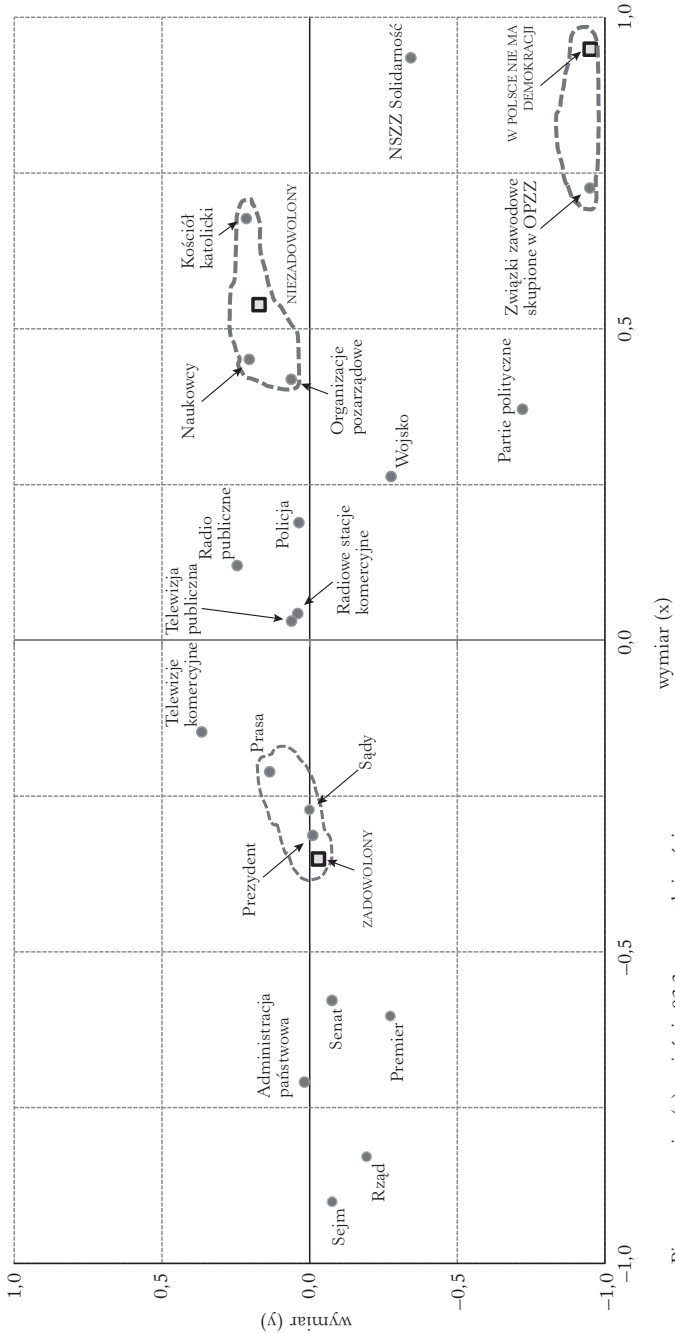 1,0
0,5
0,0
−0,5
−1,0
wymiar (y)
−1,0
−0,5
0,0
0,5
1,0
wymiar (x)
Sejm
Rząd
Administracja
państwowa
Senat
Premier
Prezydent
ZADOWOLONY
Sądy
Prasa
Telewizje
komercyjne
Telewizja
publiczna
Radio
publiczne
Policja
Radiowe stacje
komercyjne
Wojsko
Naukowcy
Organizacje
pozarządowe
Kościół
katolicki
NIEZADOWOLONY
Partie polityczne
NSZZ Solidarność
Związki zawodowe
skupione w OPZZ
W POLSCE NIE MA
DEMOKRACJI